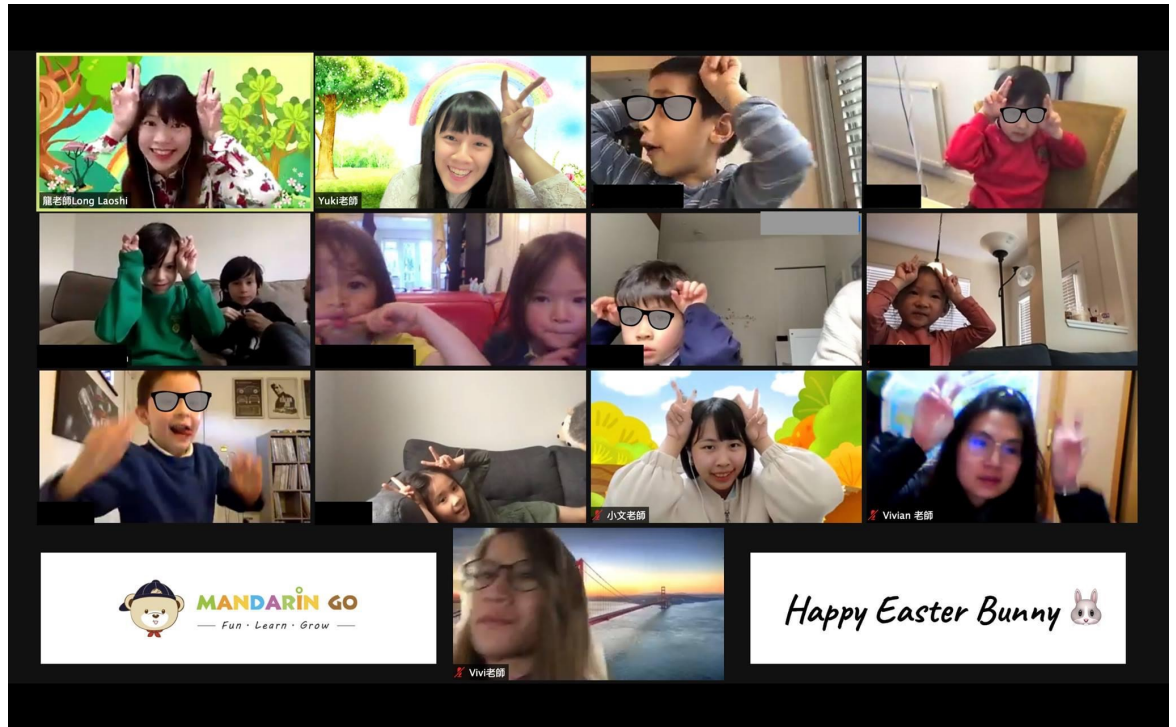 龍老師Long Laoshi
Yuki老師
小文老師
Vivian 老師
MANDARIN GO
Fun · Learn · Grow
Happy Easter Bunny
Vivi老師